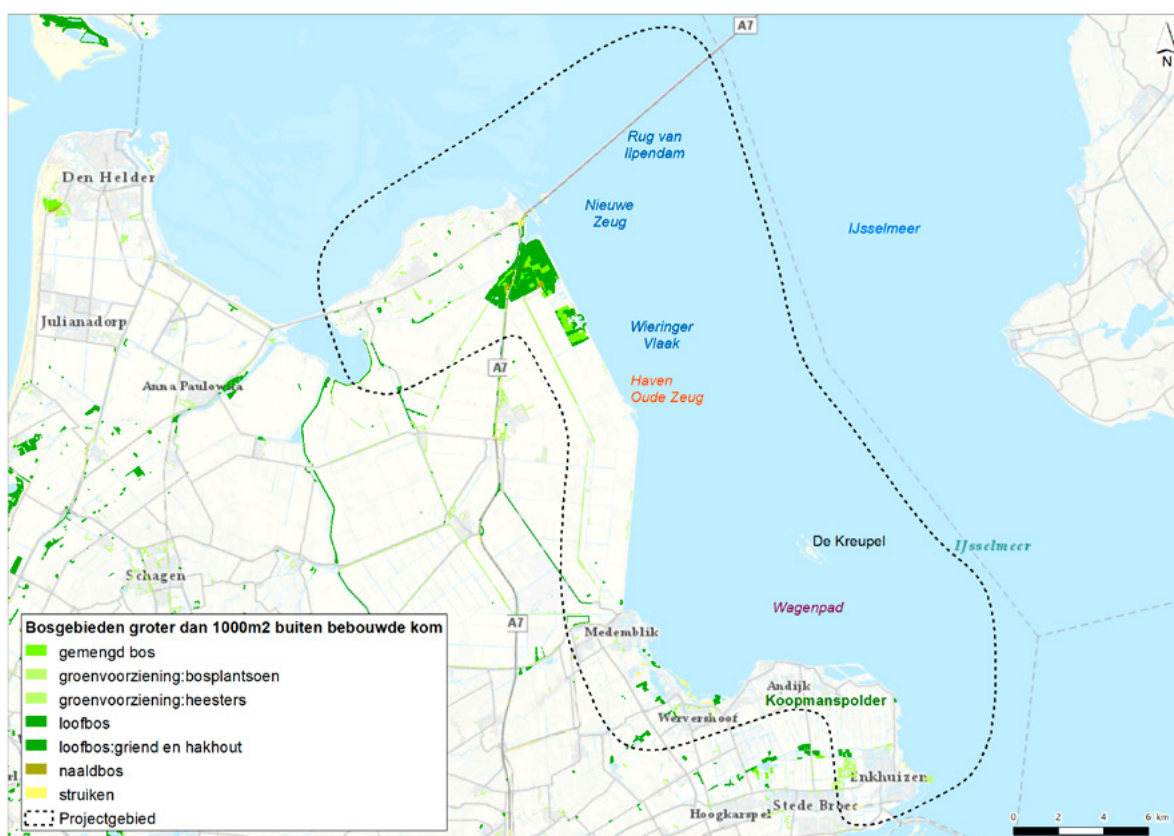 A7
N
Rug van
Ilpendam
Den Helder
Nieuwe
Zeug
IJsselmeer
Julianadorp
Wieringer
Vlaak
A7
Anna Paulowna
Haven
Oude Zeug
De Kreupel
IJsselmeer
Schagen
Wagenpad
A7
Medemblik
Andijk
Koopmanspolder
Wervershoof
Enkhuizen
Stede Broec
Hoogkarspel
Bosgebieden groter dan 1000m2 buiten bebouwde kom
gemengd bos
groenvoorziening:bosplantsoen
groenvoorziening:heesters
loofbos
loofbos:griend en hakhout
naaldbos
struiken
Projectgebied
0 2 4 6 km